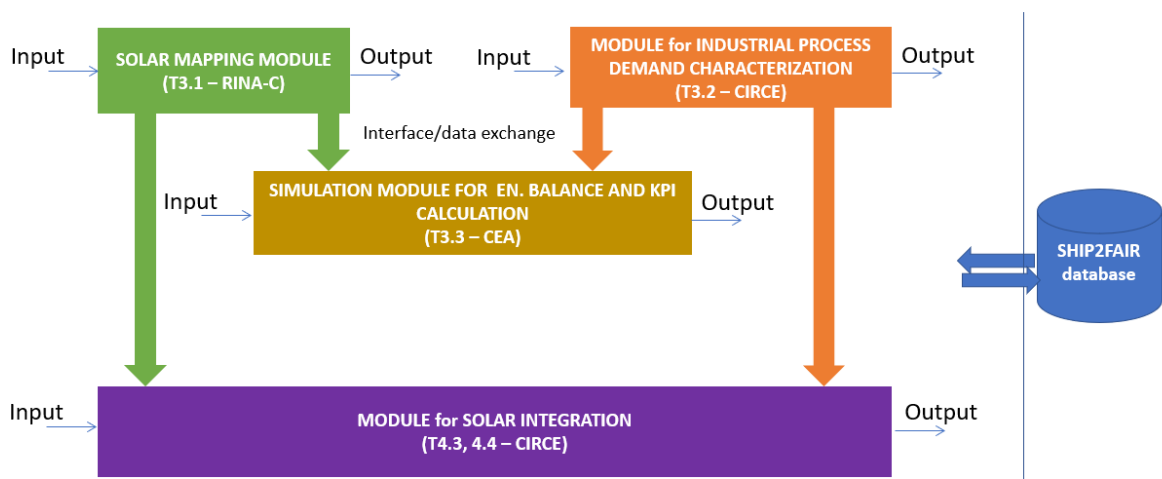 Input
SOLAR MAPPING MODULE
(T3.1 – RINA-C)
Output
Input
MODULE for INDUSTRIAL PROCESS
DEMAND CHARACTERIZATION
(T3.2 – CIRCE)
Output
Interface/data exchange
Input
SIMULATION MODULE FOR EN. BALANCE AND KPI
CALCULATION
(T3.3 – CEA)
Output
SHIP2FAIR
database
Input
MODULE for SOLAR INTEGRATION
(T4.3, 4.4 – CIRCE)
Output